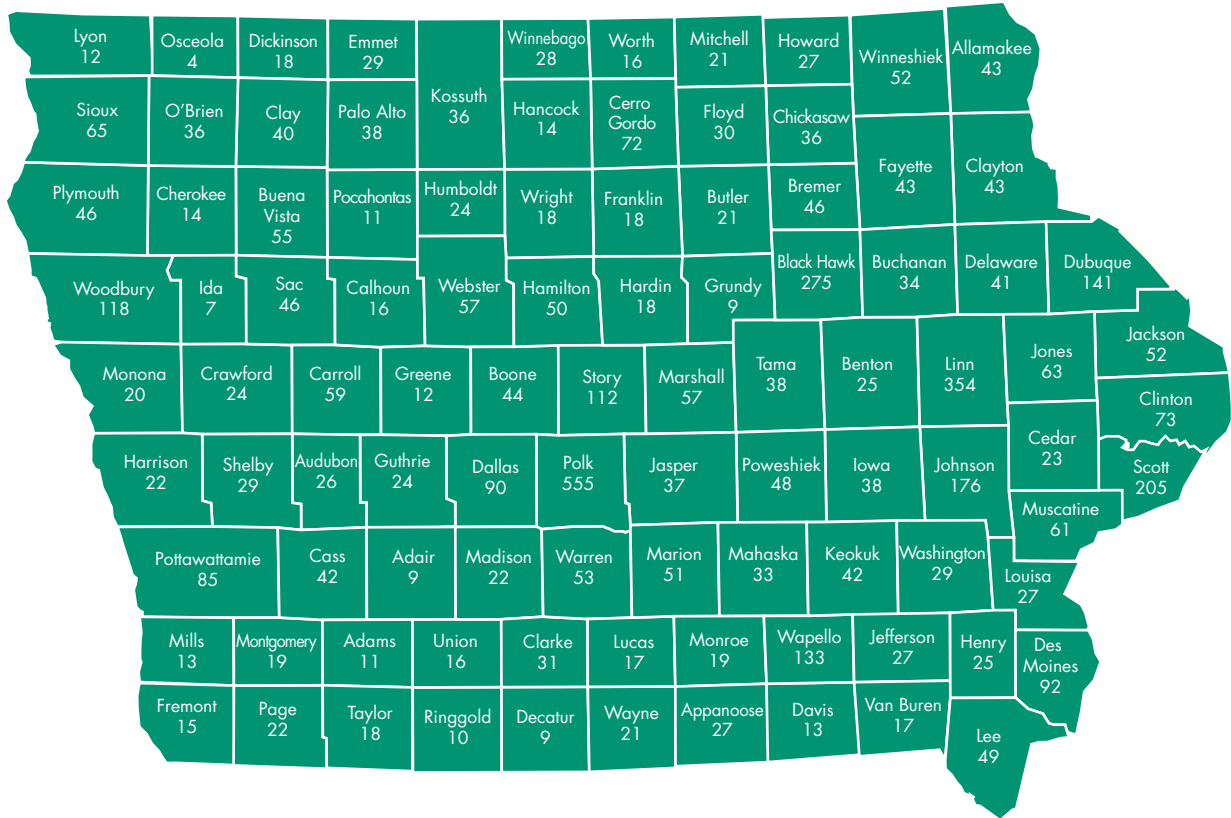 Lyon
12
Osceola
4
Dickinson
18
Emmet
29
Kossuth
36
Winnebago
28
Worth
16
Mitchell
21
Howard
27
Winneshiek
52
Allamakee
43
Sioux
65
O'Brien
36
Clay
40
Palo Alto
38
Hancock
14
Cerro
Gordo
72
Floyd
30
Chickasaw
36
Fayette
43
Clayton
43
Plymouth
46
Cherokee
14
Buena
Vista
55
Pocahontas
11
Humboldt
24
Wright
18
Franklin
18
Butler
21
Bremer
46
Woodbury
118
Ida
7
Sac
46
Calhoun
16
Webster
57
Hamilton
50
Hardin
18
Grundy
9
Black Hawk
275
Buchanan
34
Delaware
41
Dubuque
141
Monona
20
Crawford
24
Carroll
59
Greene
12
Boone
44
Story
112
Marshall
57
Tama
38
Benton
25
Linn
354
Jones
63
Jackson
52
Clinton
73
Harrison
22
Shelby
29
Audubon
26
Guthrie
24
Dallas
90
Polk
555
Jasper
37
Poweshiek
48
Iowa
38
Johnson
176
Cedar
23
Scott
205
Muscatine
61
Pottawattamie
85
Cass
42
Adair
9
Madison
22
Warren
53
Marion
51
Mahaska
33
Keokuk
42
Washington
29
Louisa
27
Mills
13
Montgomery
19
Adams
11
Union
16
Clarke
31
Lucas
17
Monroe
19
Wapello
133
Jefferson
27
Henry
25
Des
Moines
92
Fremont
15
Page
22
Taylor
18
Ringgold
10
Decatur
9
Wayne
21
Appanoose
27
Davis
13
Van Buren
17
Lee
49